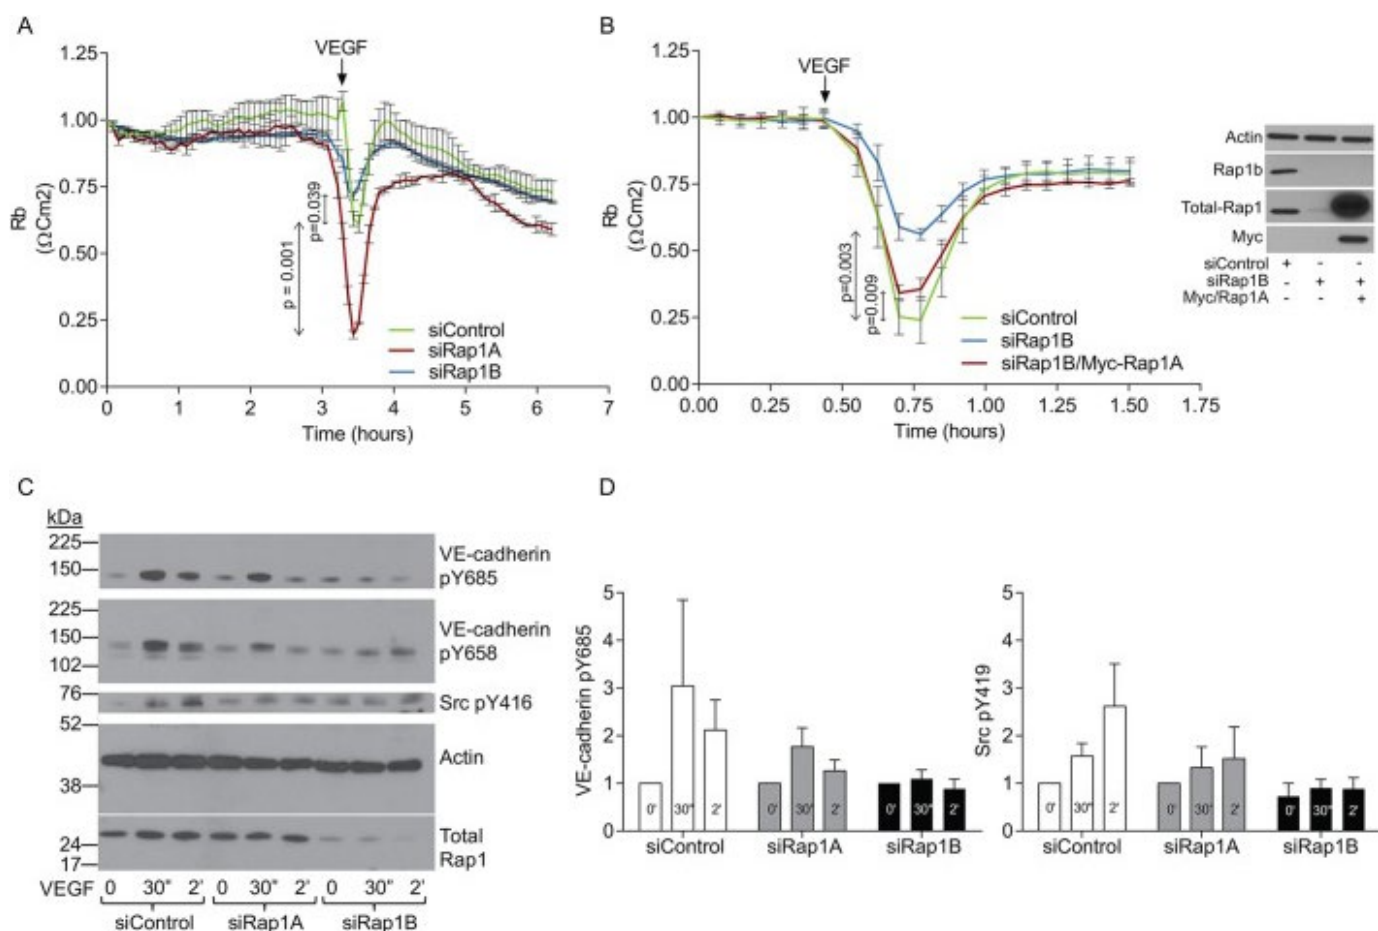 A
1.25
1.00
0.75
0.50
0.25
0.00
Rb
(ΩCm2)
VEGF
p=0.039
p = 0.001
siControl
siRap1A
siRap1B
0 1 2 3 4 5 6 7
Time (hours)
B
1.25
1.00
0.75
0.50
0.25
0.00
Rb
(ΩCm2)
VEGF
p=0.003
p=0.009
siControl
siRap1B
siRap1B/Myc-Rap1A
0.00 0.25 0.50 0.75 1.00 1.25 1.50 1.75
Time (hours)
Actin
Rap1b
Total-Rap1
Myc
siControl + - -
siRap1B - + +
Myc/Rap1A - - +
C
kDa
225
150
VE-cadherin
pY685
225
150
102
VE-cadherin
pY658
76
Src pY416
52
38
Actin
24
17
Total
Rap1
VEGF 0 30" 2' 0 30" 2' 0 30" 2'
siControl siRap1A siRap1B
D
VE-cadherin pY685
5
4
3
2
1
0
0' 30" 2' 0' 30" 2' 0' 30" 2'
siControl siRap1A siRap1B
Src pY419
5
4
3
2
1
0
0' 30" 2' 0' 30" 2' 0' 30" 2'
siControl siRap1A siRap1B